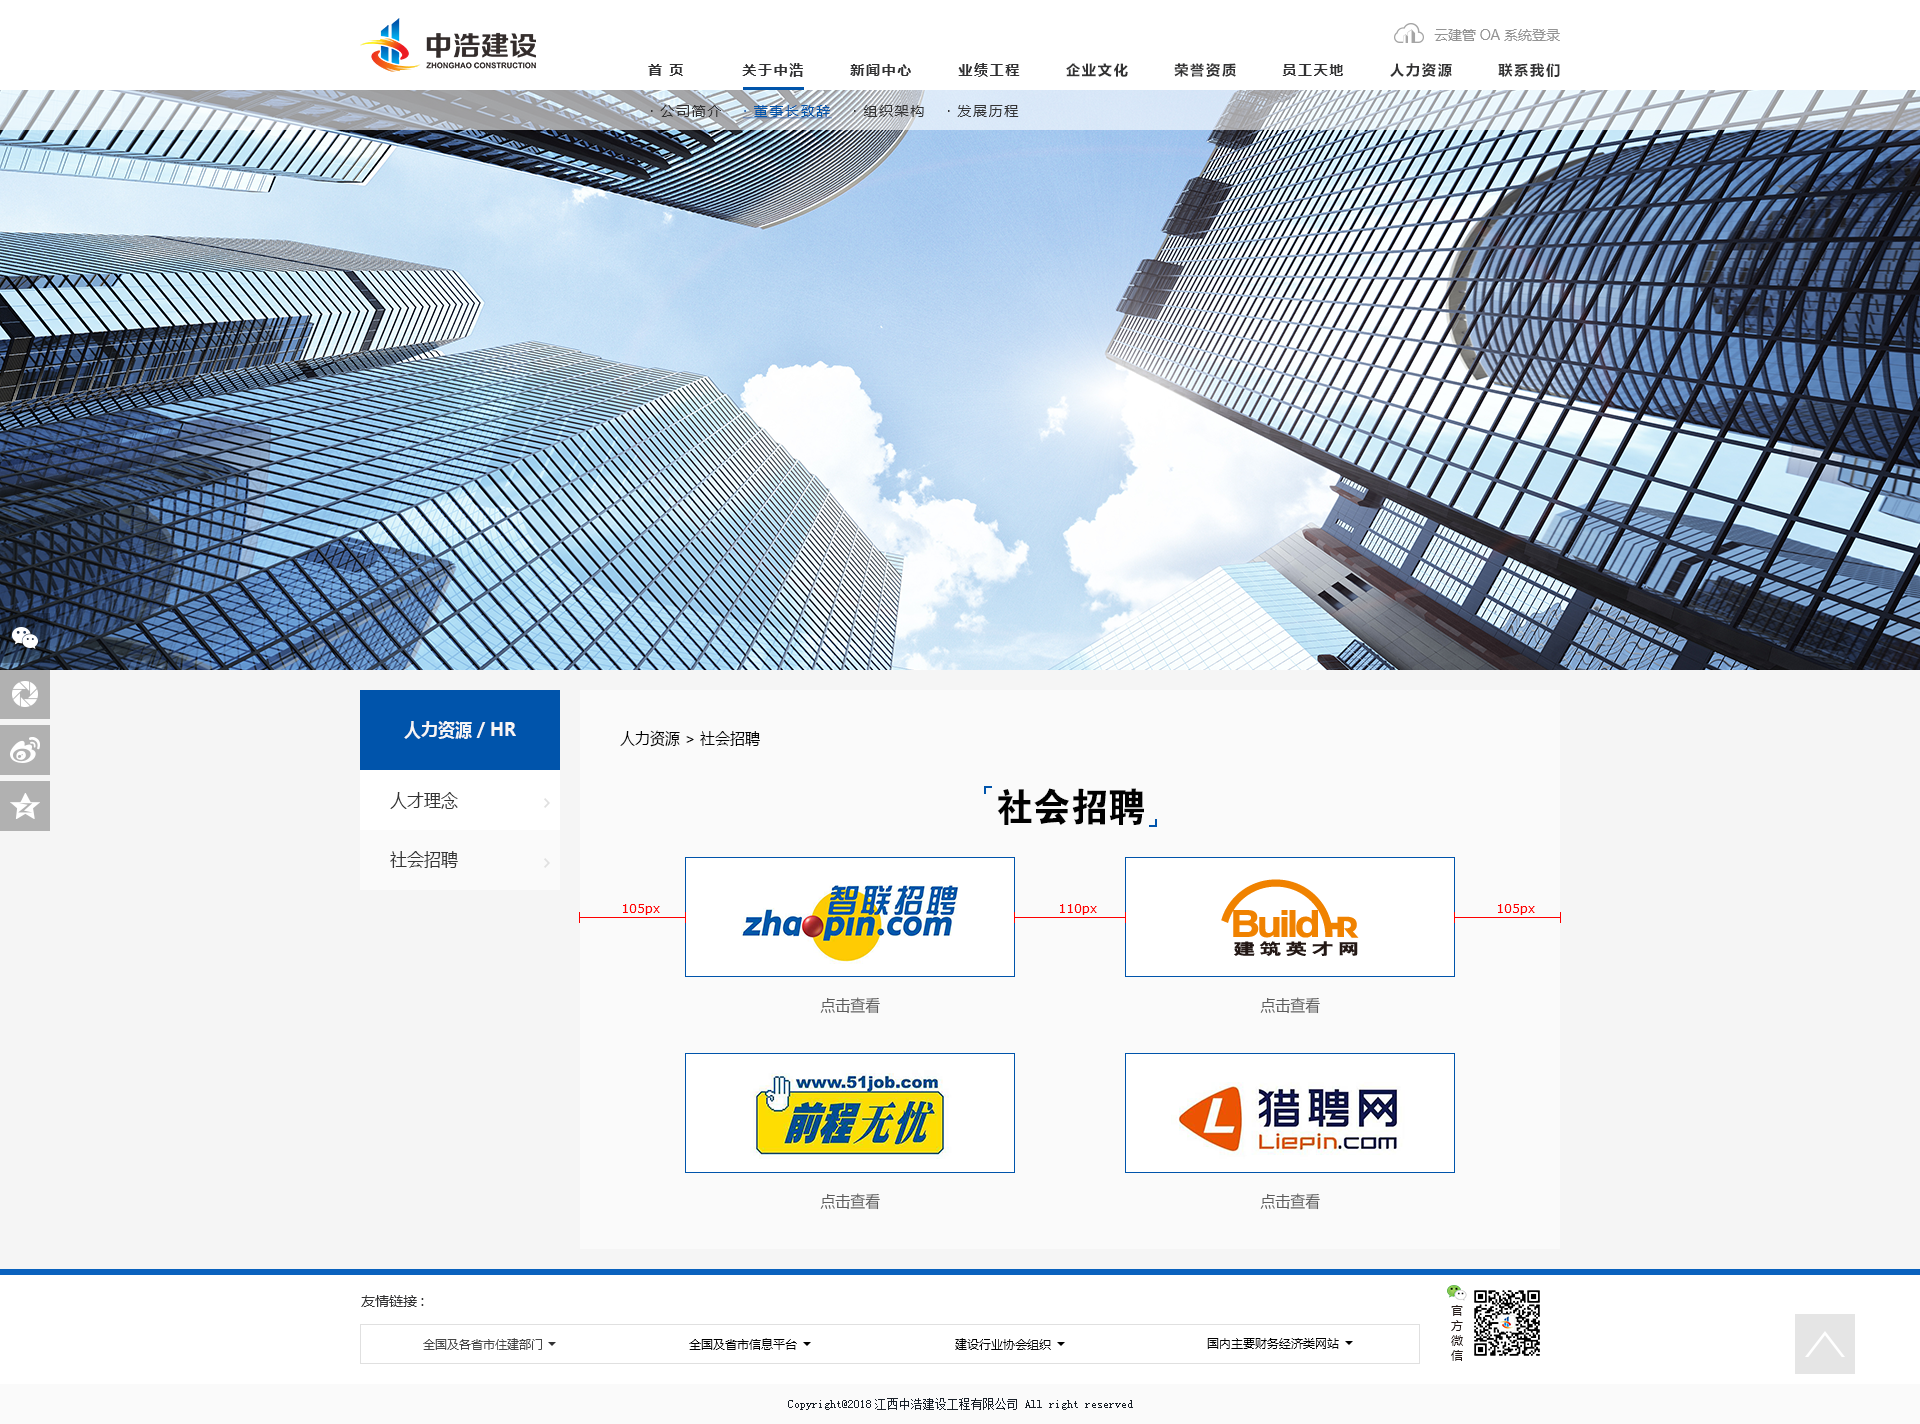 中浩建设
ZHONGHAO CONSTRUCTION
云建管 OA 系统登录
首 页 关于中浩 新闻中心 业绩工程 企业文化 荣誉资质 员工天地 人力资源 联系我们
· 公司简介 · 董事长致辞 · 组织架构 · 发展历程
人力资源 / HR
人才理念
社会招聘
人力资源 > 社会招聘
社会招聘
105px 110px 105px
智联招聘
zhaopin.com
BuildHR
建筑英才网
点击查看 点击查看
www.51job.com
前程无忧
猎聘网
Liepin.com
点击查看 点击查看
友情链接：
全国及各省市住建部门 全国及省市信息平台 建设行业协会组织 国内主要财务经济类网站
官方微信
Copyright@2018 江西中浩建设工程有限公司 All right reserved